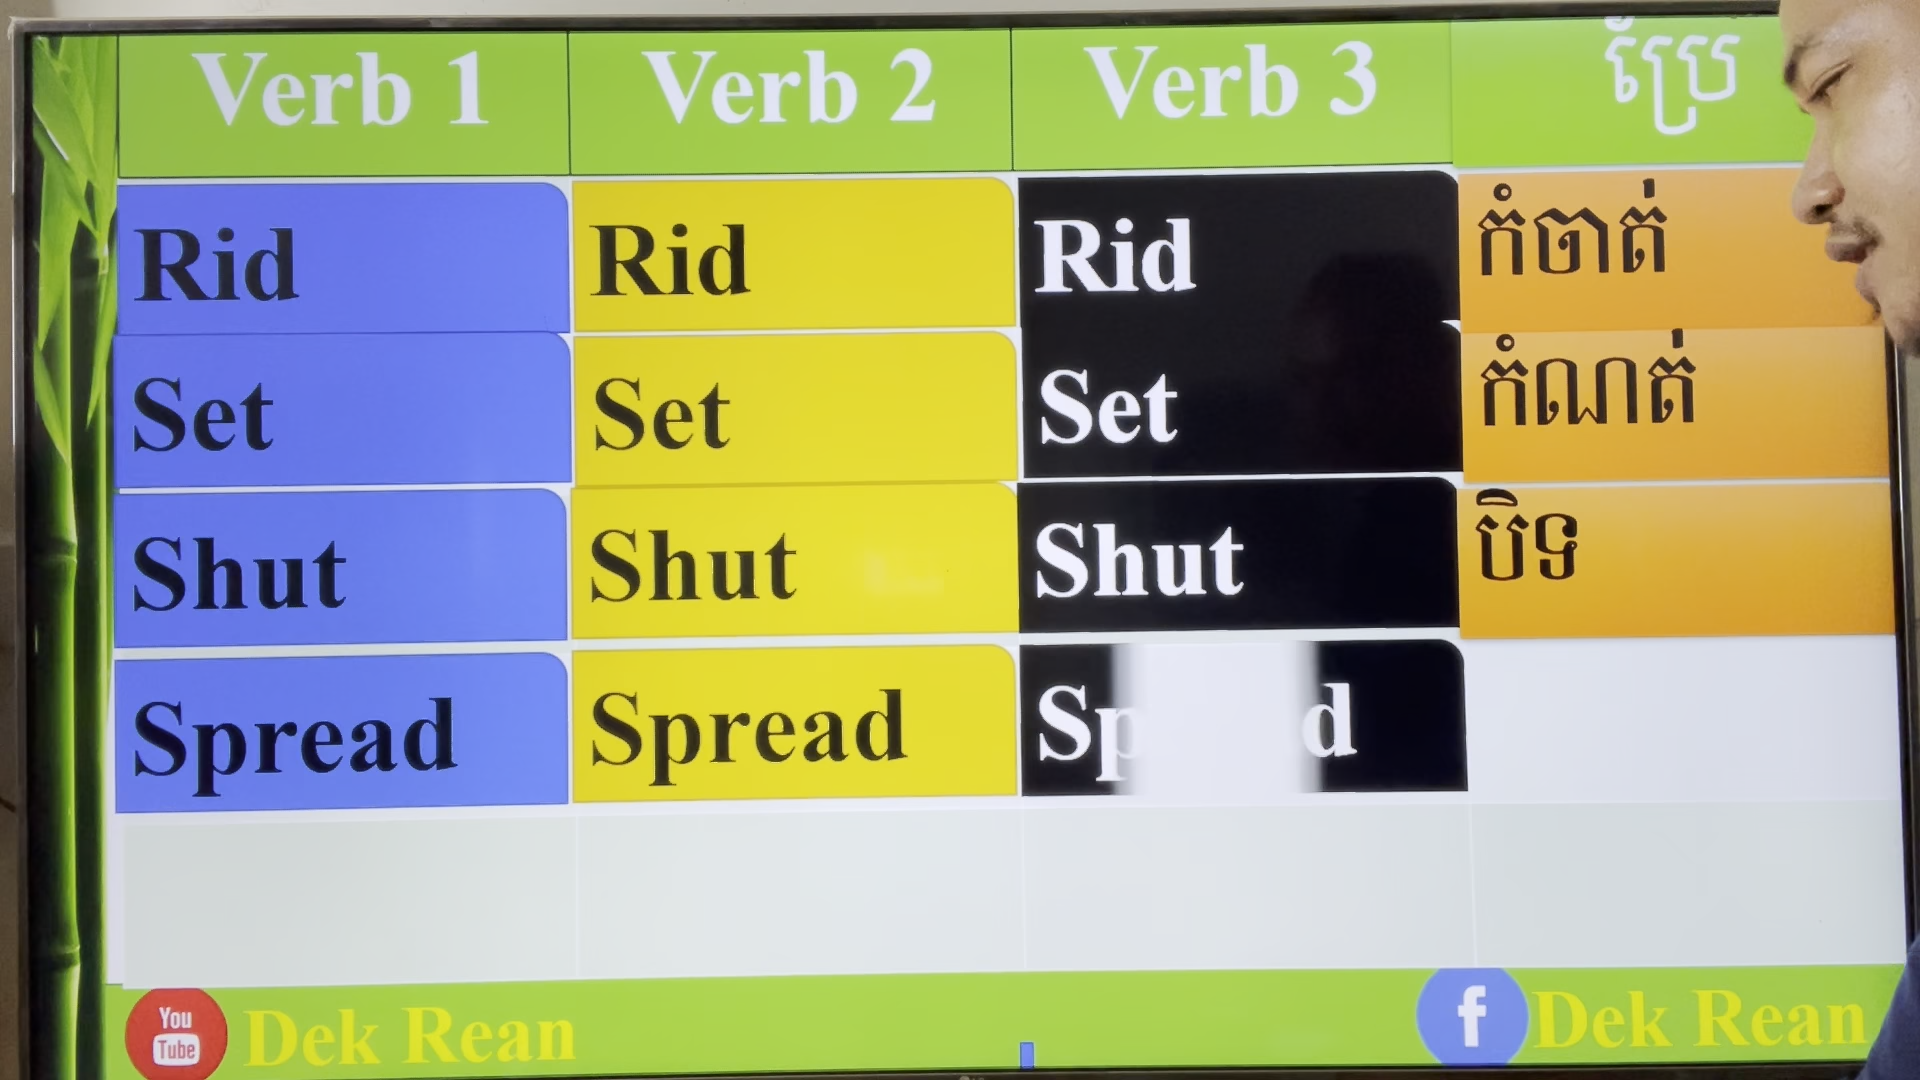 Verb 1 Verb 2 Verb 3 ប្រែ
Rid Rid Rid កំចាត់
Set Set Set កំណត់
Shut Shut Shut បិទ
Spread Spread
You Tube Dek Rean f Dek Rean